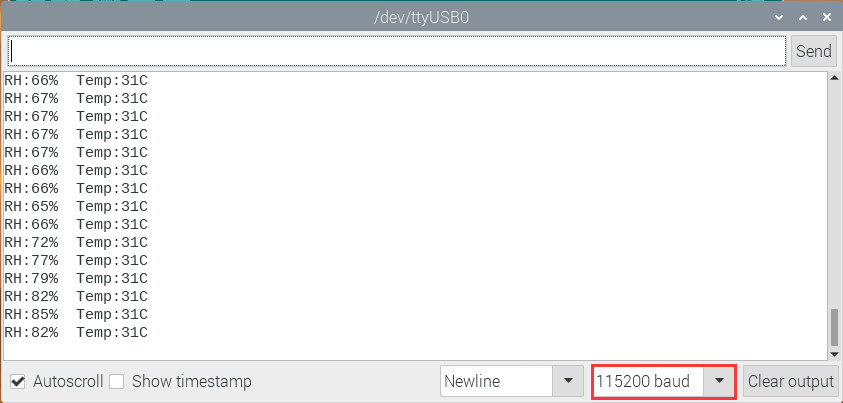 /dev/ttyUSB0
Send
RH:66%  Temp:31C
RH:67%  Temp:31C
RH:67%  Temp:31C
RH:67%  Temp:31C
RH:67%  Temp:31C
RH:66%  Temp:31C
RH:66%  Temp:31C
RH:65%  Temp:31C
RH:66%  Temp:31C
RH:72%  Temp:31C
RH:77%  Temp:31C
RH:79%  Temp:31C
RH:82%  Temp:31C
RH:85%  Temp:31C
RH:82%  Temp:31C
Autoscroll Show timestamp Newline 115200 baud Clear output